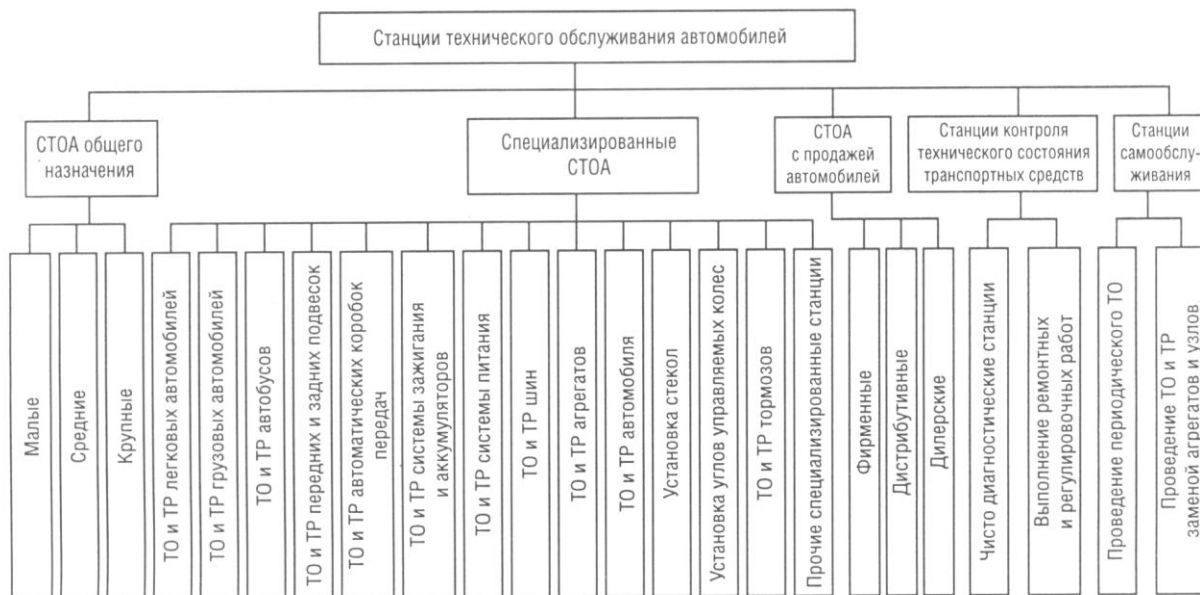 Станции технического обслуживания автомобилей
СТОА общего
назначения
Специализированные
СТОА
СТОА
с продажей
автомобилей
Станции контроля
технического состояния
транспортных средств
Станции
самообслу-
живания
Малые
Средние
Крупные
ТО и ТР легковых автомобилей
ТО и ТР грузовых автомобилей
ТО и ТР автобусов
ТО и ТР передних и задних подвесок
ТО и ТР автоматических коробок
передач
ТО и ТР системы зажигания
и аккумуляторов
ТО и ТР системы питания
ТО и ТР шин
ТО и ТР агрегатов
ТО и ТР автомобиля
Установка стекол
Установка углов управляемых колес
ТО и ТР тормозов
Прочие специализированные станции
Фирменные
Дистрибутивные
Дилерские
Чисто диагностические станции
Выполнение ремонтных
и регулировочных работ
Проведение периодического ТО
Проведение ТО и ТР
заменой агрегатов и узлов